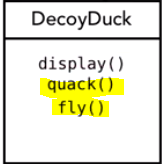 DecoyDuck
display()
quack()
fly()